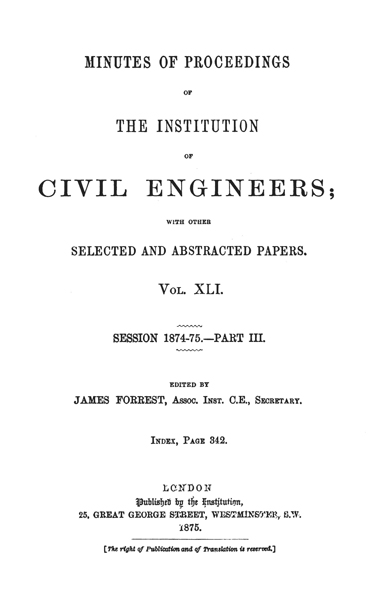 MINUTES OF PROCEEDINGS
OF
THE INSTITUTION
OF
CIVIL ENGINEERS;
WITH OTHER
SELECTED AND ABSTRACTED PAPERS.
VOL. XLI.
SESSION 1874-75.—PART III.
EDITED BY
JAMES FORREST, ASSOC. INST. C.E., SECRETARY.
INDEX, PAGE 342.
LONDON
Published by the Institution,
25, GREAT GEORGE STREET, WESTMINSTER, S.W.
1875.
[The right of Publication and of Translation is reserved.]